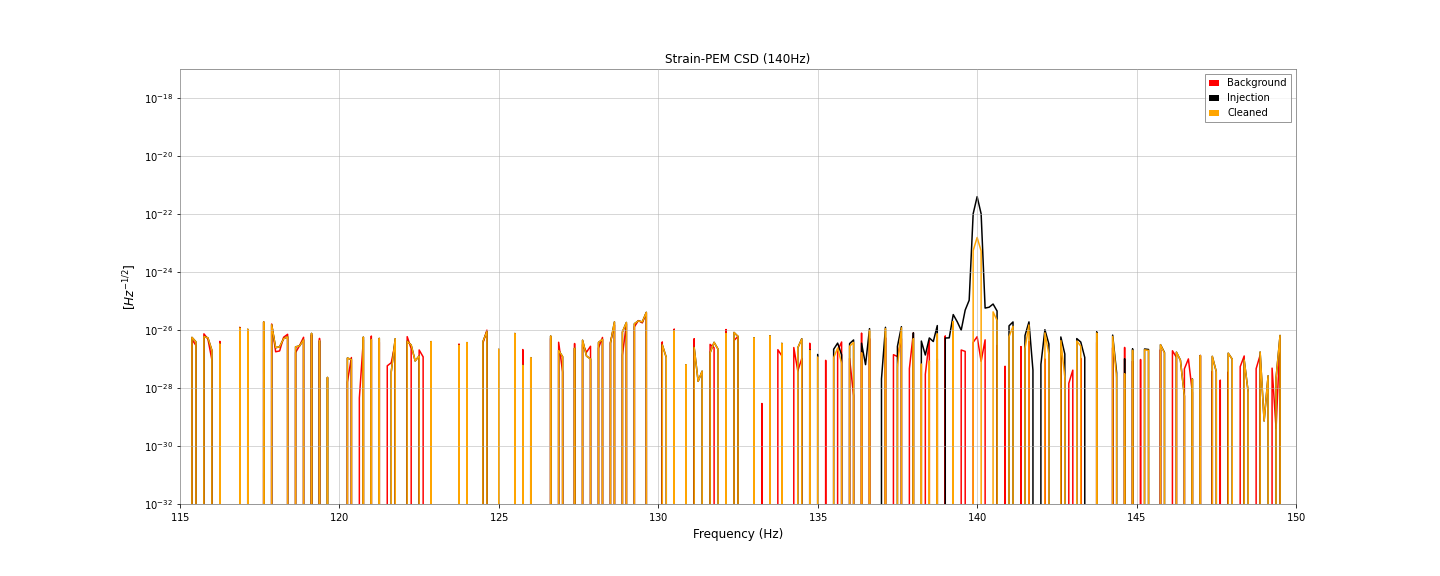 Strain-PEM CSD (140Hz)
Background
Injection
Cleaned
10⁻¹⁸
10⁻²⁰
10⁻²²
10⁻²⁴
10⁻²⁶
10⁻²⁸
10⁻³⁰
10⁻³²
[Hz⁻¹/²]
115 120 125 130 135 140 145 150
Frequency (Hz)